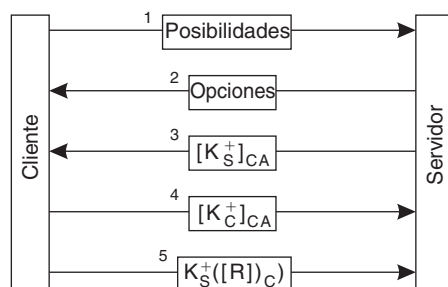 Cliente
Servidor
1 Posibilidades
2 Opciones
3 [K_S^+]_CA
4 [K_C^+]_CA
5 K_S^+([R])_C)